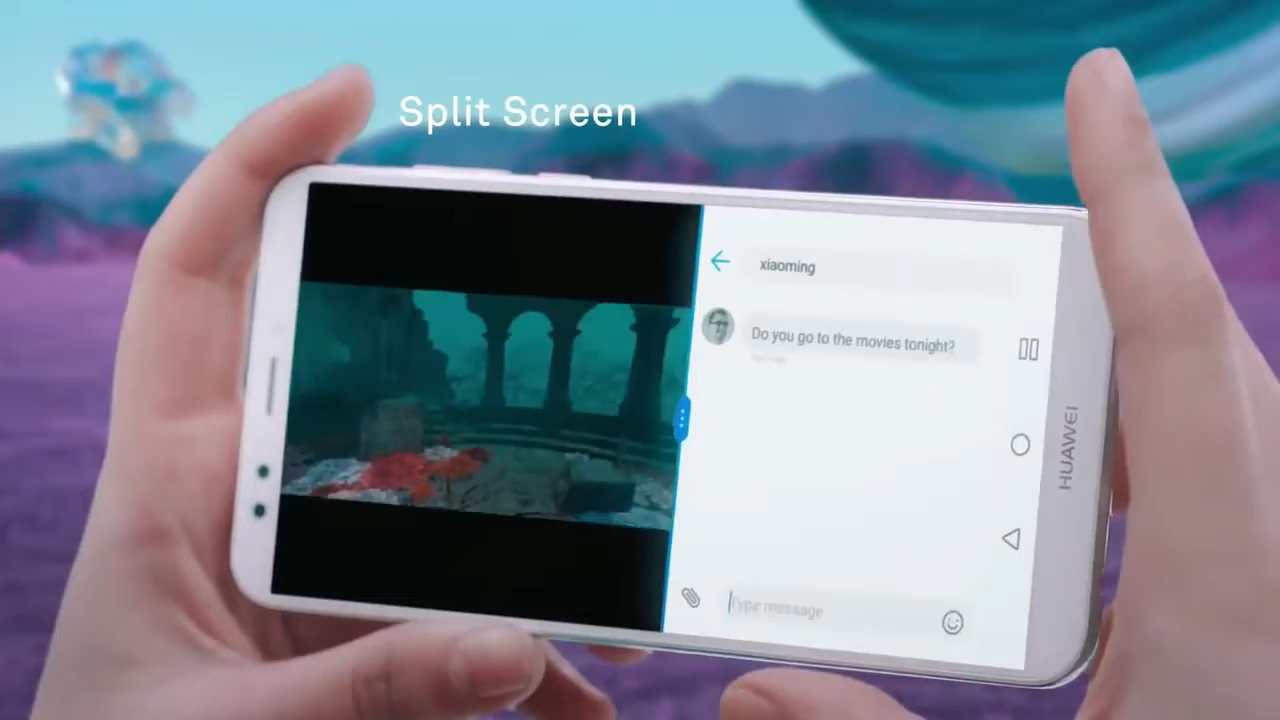 Split Screen
xiaoming
Do you go to the movies tonight?
Type message
HUAWEI